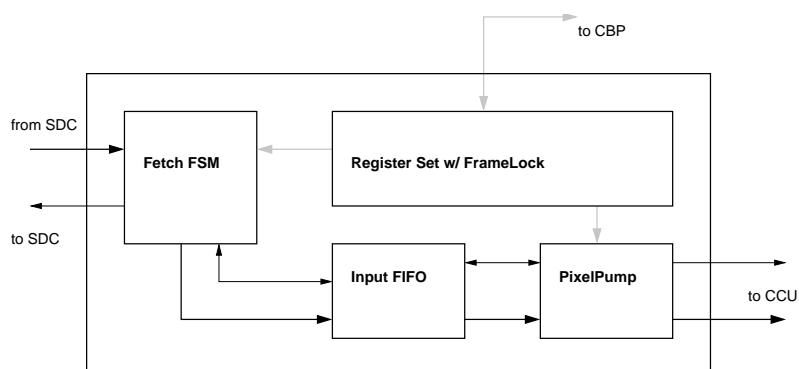 to CBP
from SDC
Fetch FSM
Register Set w/ FrameLock
to SDC
Input FIFO
PixelPump
to CCU